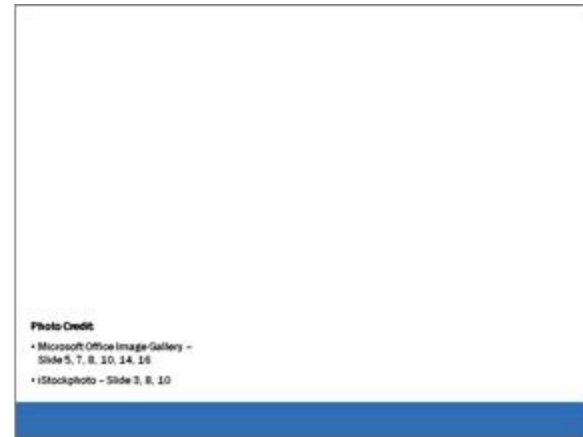 Photo Credit:
• Microsoft Office Image Gallery –
Slide 5, 7, 8, 10, 14, 16
• iStockphoto – Slide 3, 8, 10